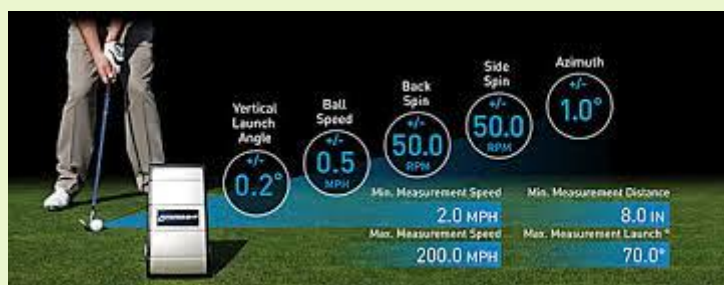 Vertical
Launch
Angle
+/-
0.2°
Ball
Speed
+/-
0.5
MPH
Back
Spin
+/-
50.0
RPM
Side
Spin
+/-
50.0
RPM
Azimuth
+/-
1.0°
Min. Measurement Speed
2.0 MPH
Min. Measurement Distance
8.0 IN
Max. Measurement Speed
200.0 MPH
Max. Measurement Launch °
70.0°